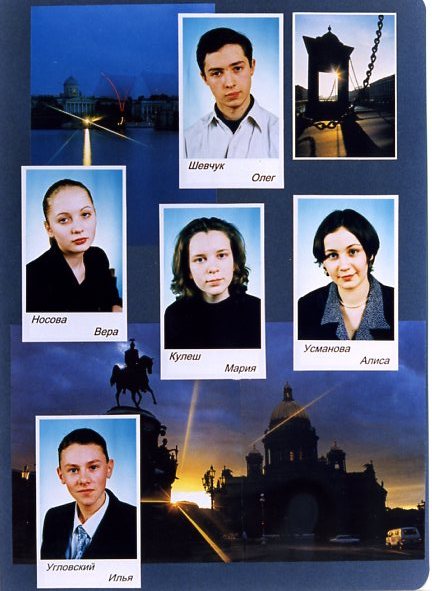 Шевчук
Олег
Носова
Вера
Кулеш
Мария
Усманова
Алиса
Угловский
Илья